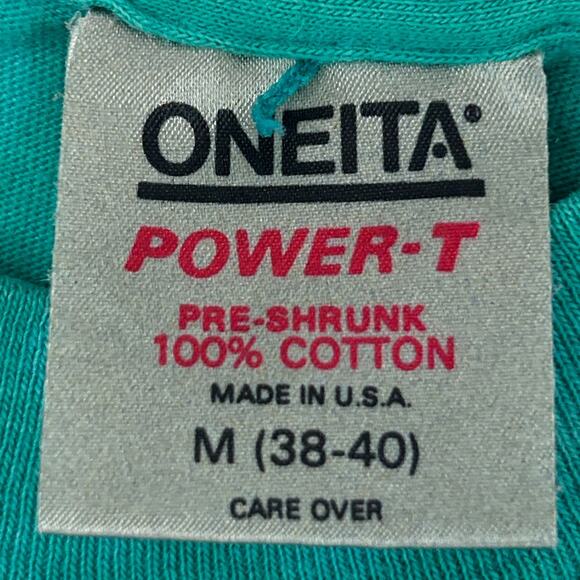 ONEITA®
POWER-T
PRE-SHRUNK
100% COTTON
MADE IN U.S.A.
M (38-40)
CARE OVER